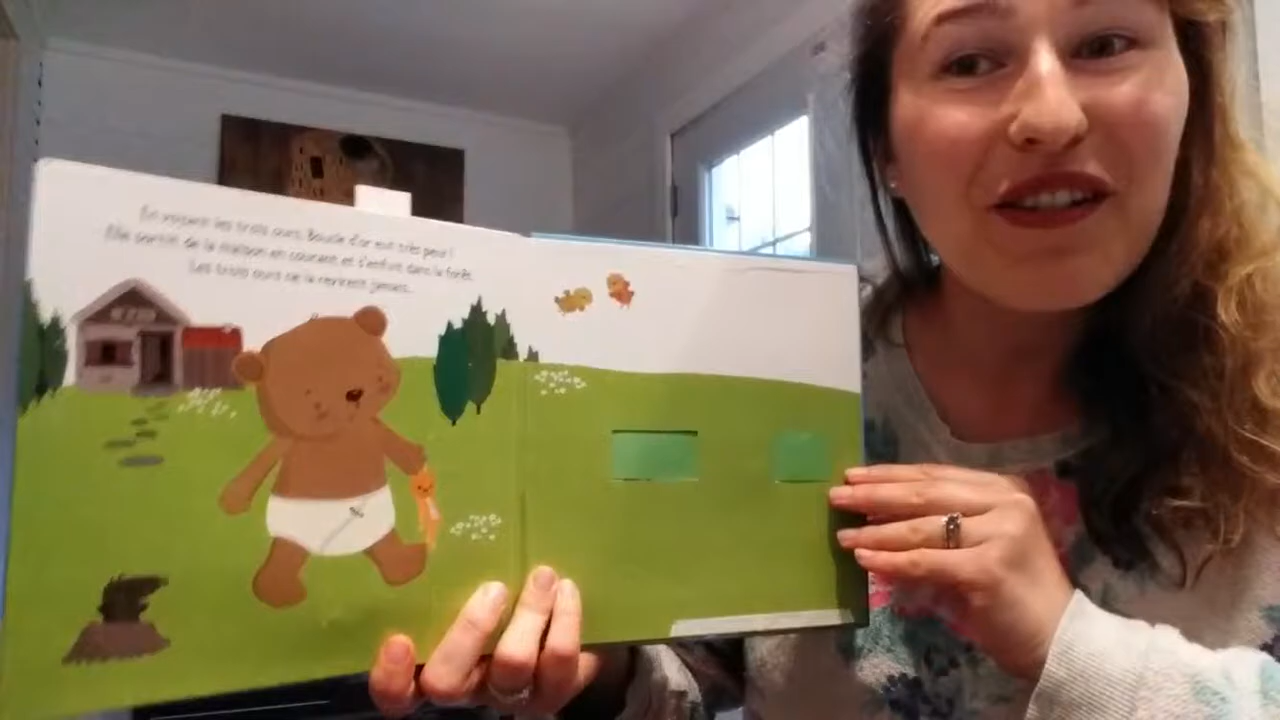 En voyant les trois ours, Boucle d'or eut très peur !
Elle sortit de la maison en courant et s'enfuit dans la forêt.
Les trois ours ne la revirent jamais.